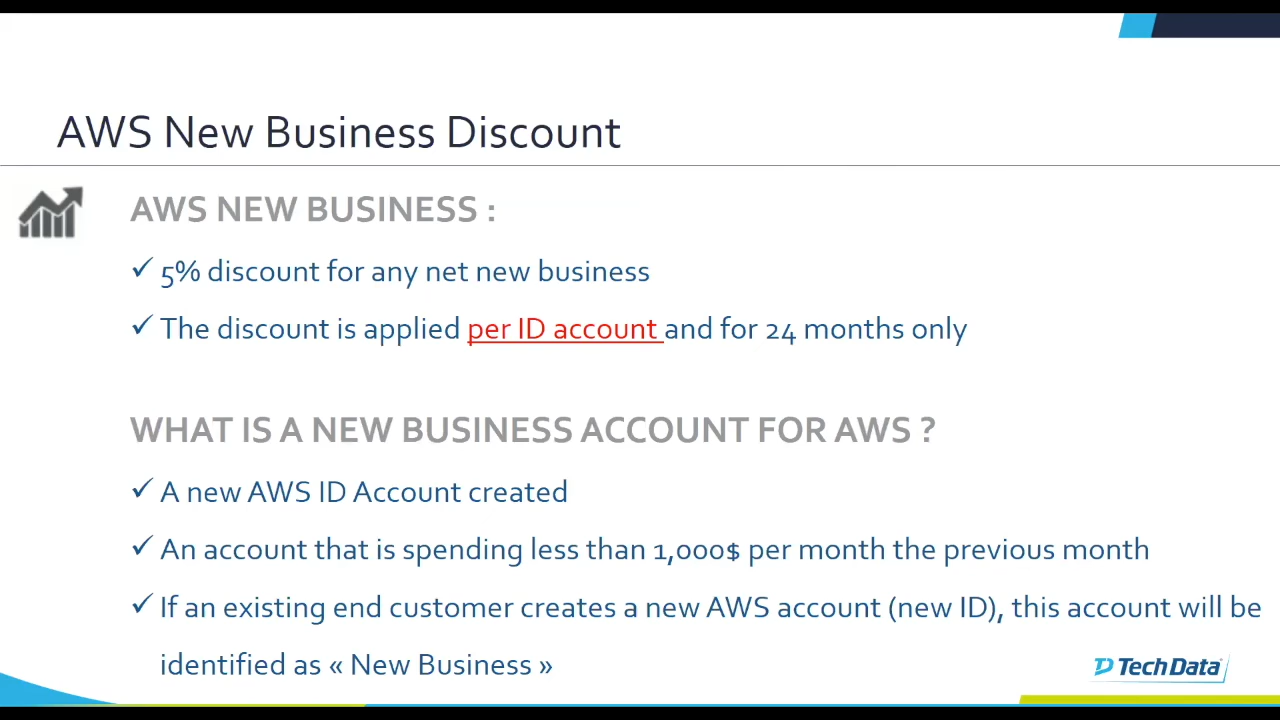 AWS New Business Discount
AWS NEW BUSINESS :
✓ 5% discount for any net new business
✓ The discount is applied per ID account and for 24 months only
WHAT IS A NEW BUSINESS ACCOUNT FOR AWS ?
✓ A new AWS ID Account created
✓ An account that is spending less than 1,000$ per month the previous month
✓ If an existing end customer creates a new AWS account (new ID), this account will be
identified as « New Business »
Tech Data